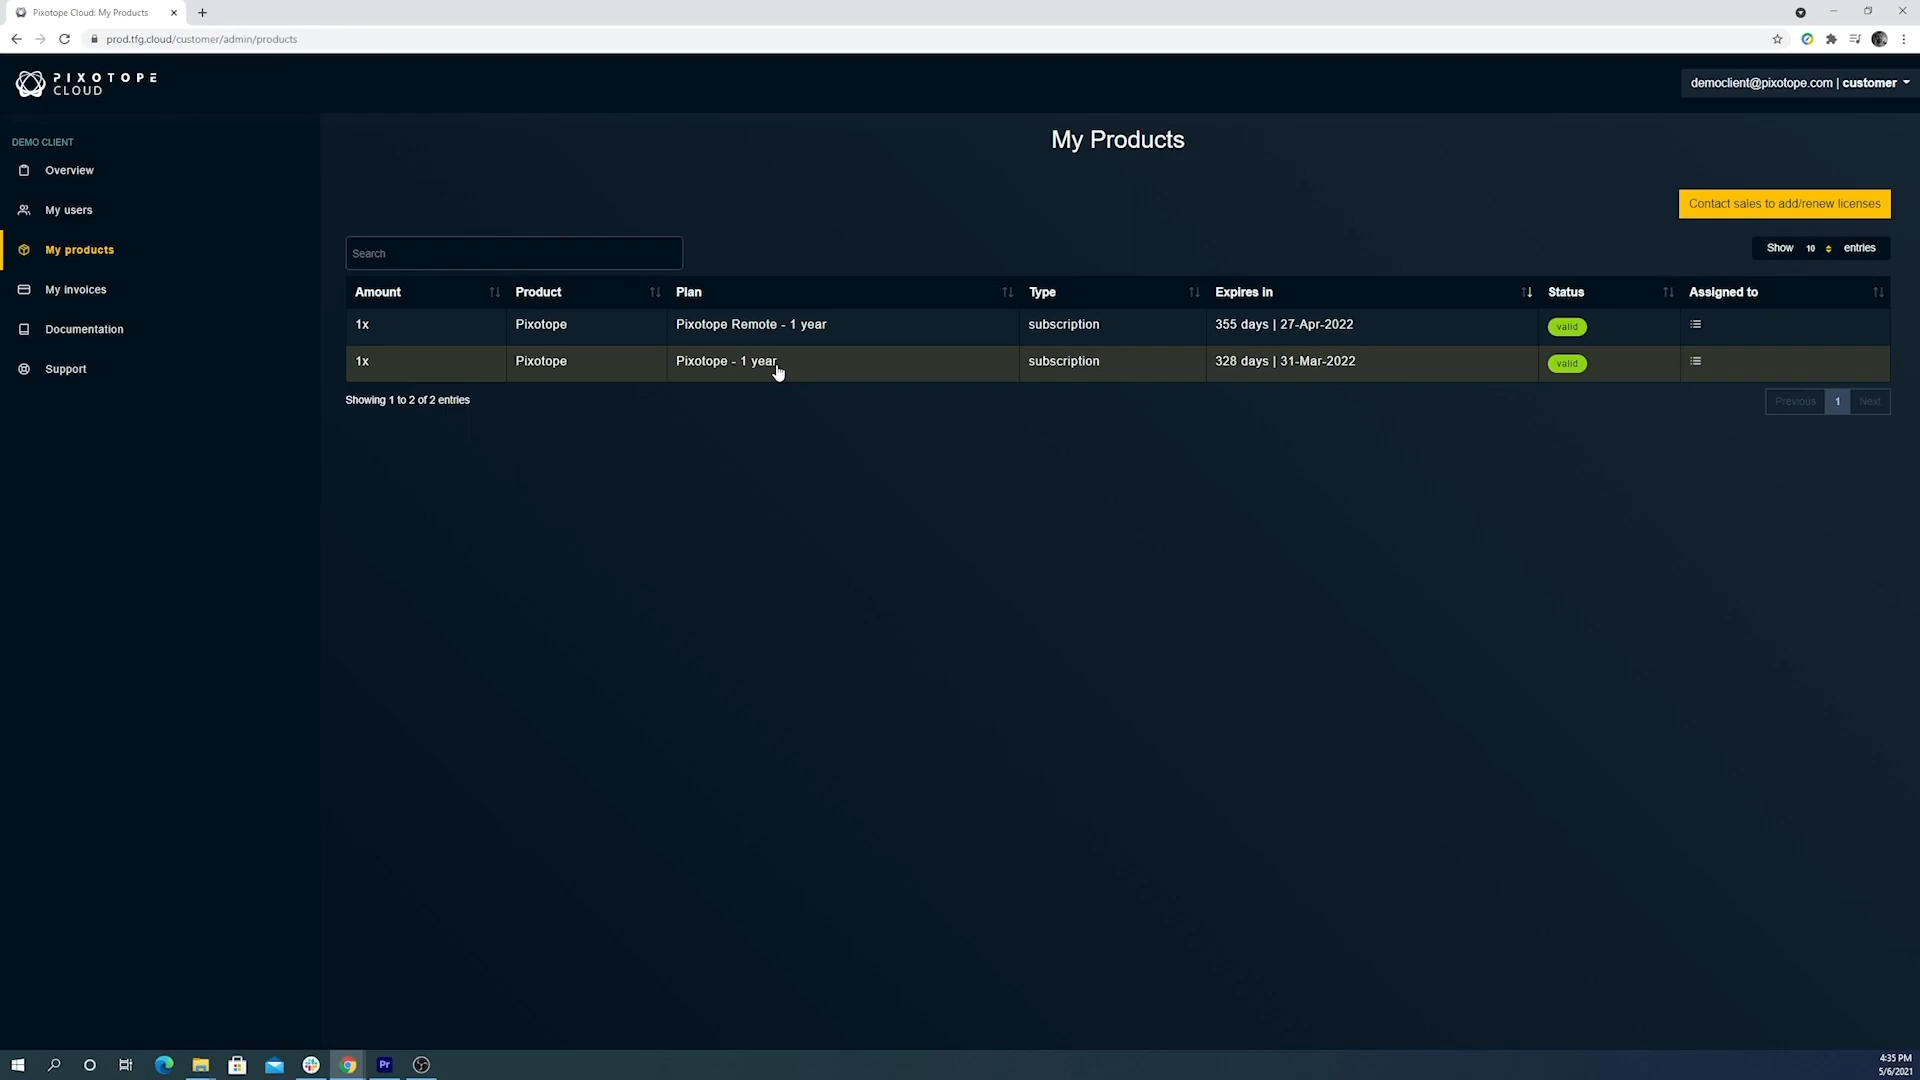 Pixotope Cloud: My Products
prod.tfg.cloud/customer/admin/products
PIXOTOPE
CLOUD
democlient@pixotope.com | customer
DEMO CLIENT
Overview
My users
My products
My invoices
Documentation
Support
My Products
Contact sales to add/renew licenses
Search
Show 10 entries
Amount Product Plan Type Expires in Status Assigned to
1x Pixotope Pixotope Remote - 1 year subscription 355 days | 27-Apr-2022 valid
1x Pixotope Pixotope - 1 year subscription 328 days | 31-Mar-2022 valid
Showing 1 to 2 of 2 entries
Previous 1 Next
Pr
4:35 PM
5/6/2021